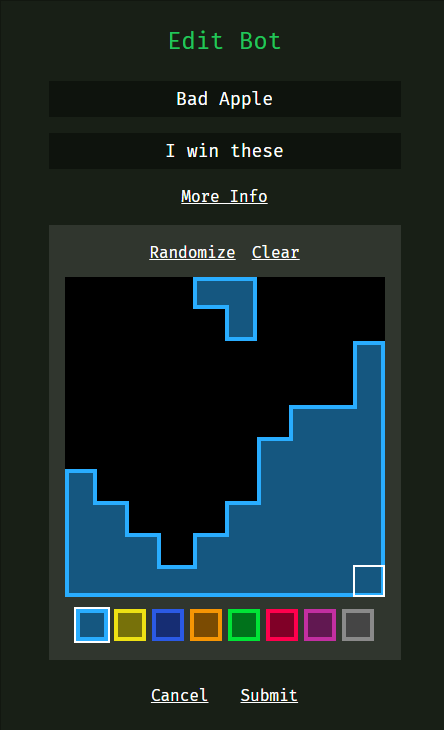 Edit Bot
Bad Apple
I win these
More Info
Randomize Clear
Cancel Submit